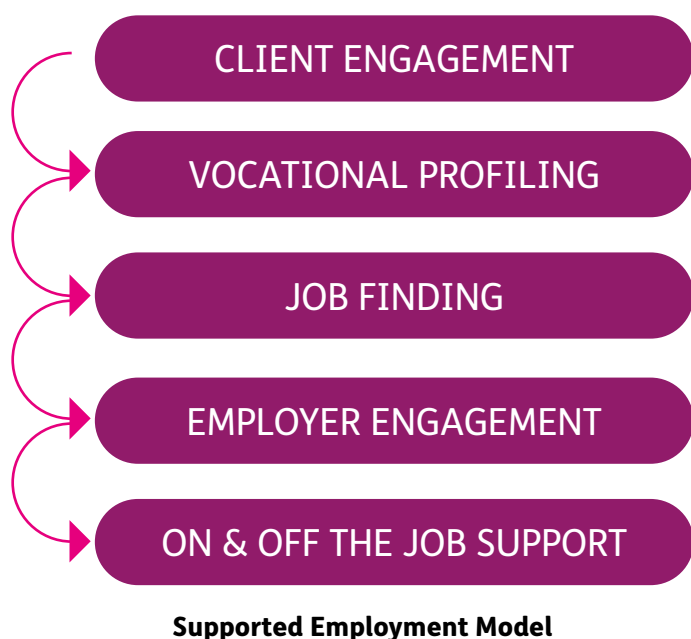 CLIENT ENGAGEMENT
VOCATIONAL PROFILING
JOB FINDING
EMPLOYER ENGAGEMENT
ON & OFF THE JOB SUPPORT
Supported Employment Model